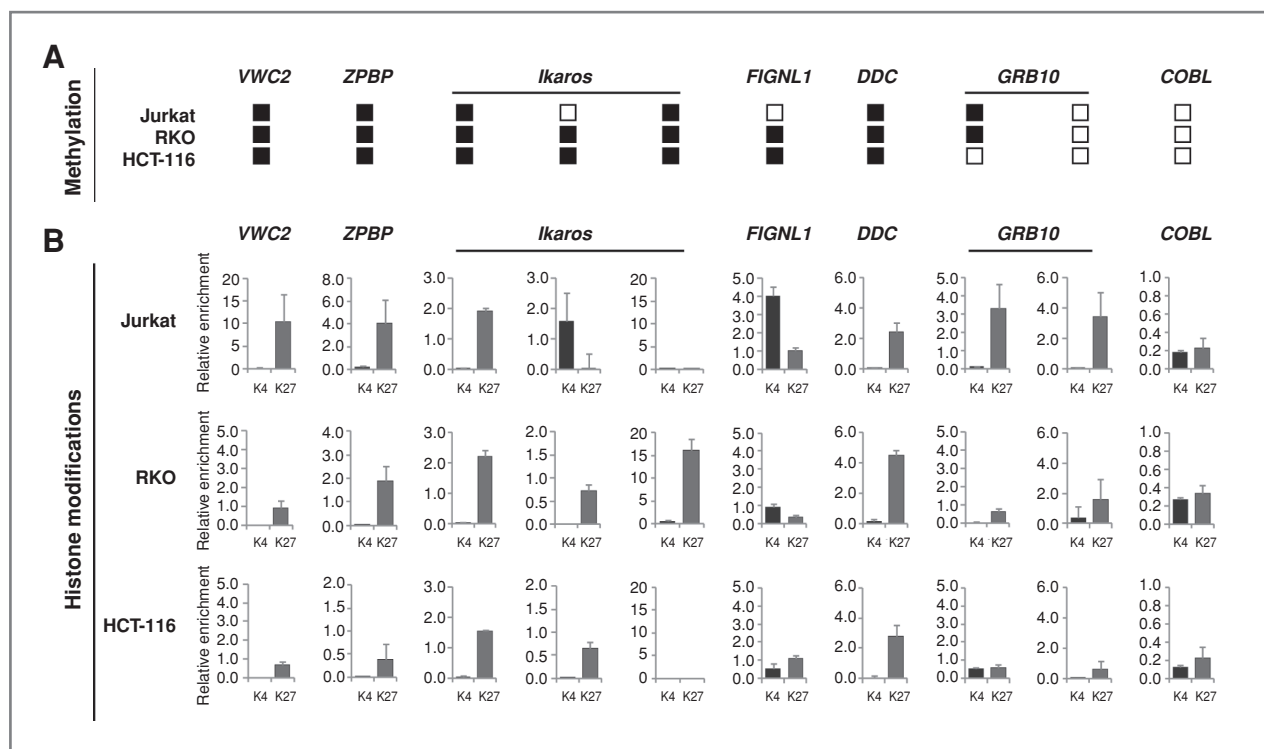 A
VWC2 ZPBP Ikaros FIGNL1 DDC GRB10 COBL
Methylation
Jurkat
RKO
HCT-116
B
VWC2 ZPBP Ikaros FIGNL1 DDC GRB10 COBL
Histone modifications
Jurkat
Relative enrichment
20 8.0 3.0 3.0 20 5.0 6.0 5.0 6.0 1.0
15 6.0 2.0 2.0 15 4.0 4.0 4.0 4.0 0.8
10 4.0 1.0 1.0 10 3.0 2.0 3.0 2.0 0.6
5 2.0 0.0 0.0 5 2.0 0.0 2.0 0.0 0.4
0 0.0 0 1.0 1.0 0.2
0.0 0.0 0.0
K4 K27 K4 K27 K4 K27 K4 K27 K4 K27 K4 K27 K4 K27 K4 K27 K4 K27 K4 K27
RKO
Relative enrichment
5.0 4.0 3.0 2.0 20 5.0 6.0 5.0 6.0 1.0
4.0 3.0 2.0 1.5 15 4.0 4.0 4.0 4.0 0.8
3.0 2.0 1.0 1.0 10 3.0 2.0 3.0 2.0 0.6
2.0 1.0 0.0 0.5 5 2.0 0.0 2.0 0.0 0.4
1.0 0.0 0.0 0 1.0 1.0 0.2
0.0 0.0 0.0 0.0
K4 K27 K4 K27 K4 K27 K4 K27 K4 K27 K4 K27 K4 K27 K4 K27 K4 K27 K4 K27
HCT-116
Relative enrichment
5.0 2.0 3.0 2.0 20 5.0 6.0 5.0 6.0 1.0
4.0 1.5 2.0 1.5 15 4.0 4.0 4.0 4.0 0.8
3.0 1.0 1.0 1.0 10 3.0 2.0 3.0 2.0 0.6
2.0 0.5 0.0 0.5 5 2.0 0.0 2.0 0.0 0.4
1.0 0.0 0.0 0 1.0 1.0 0.2
0.0 0.0 0.0 0.0
K4 K27 K4 K27 K4 K27 K4 K27 K4 K27 K4 K27 K4 K27 K4 K27 K4 K27 K4 K27